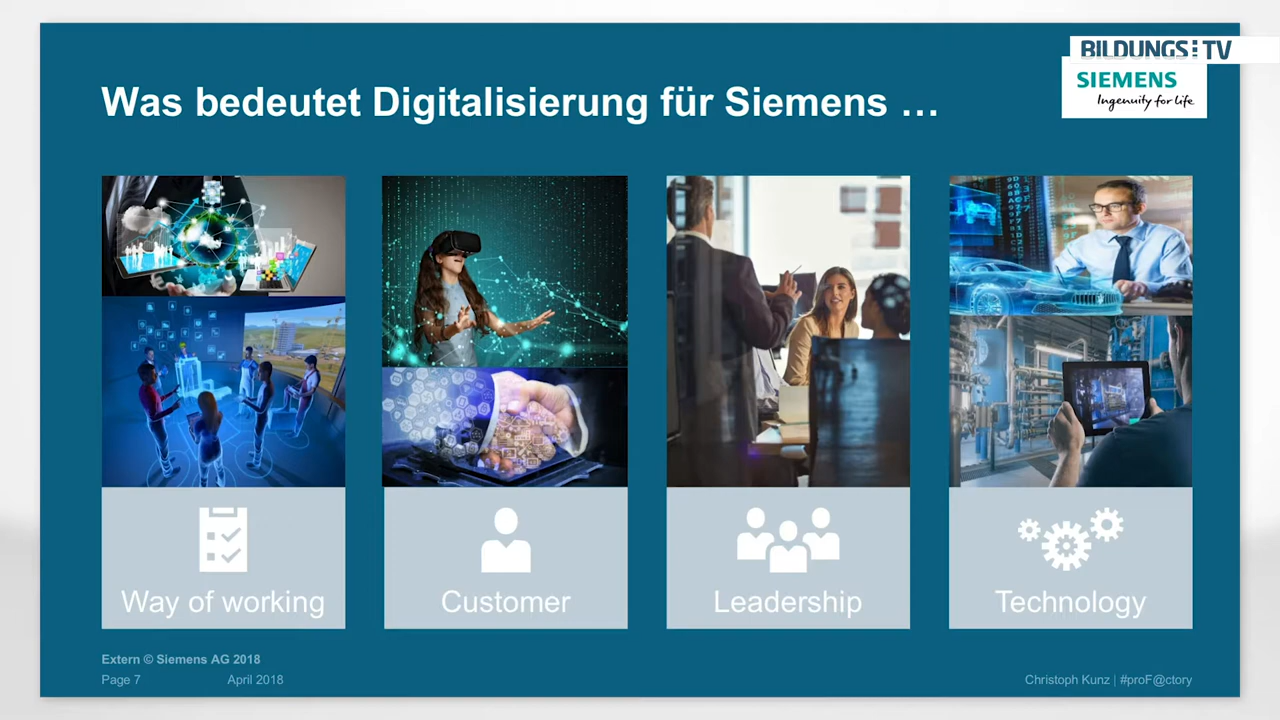 BILDUNGS TV
SIEMENS
Ingenuity for life
Was bedeutet Digitalisierung für Siemens …
Way of working
Customer
Leadership
Technology
Extern © Siemens AG 2018
Page 7
April 2018
Christoph Kunz | #proF@ctory